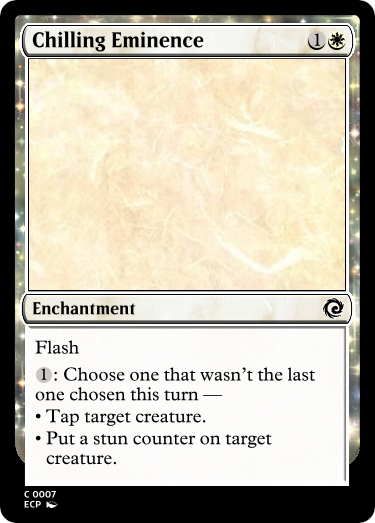 Chilling Eminence 1
Enchantment
Flash
1: Choose one that wasn't the last
one chosen this turn —
• Tap target creature.
• Put a stun counter on target
creature.
C 0007
ECP